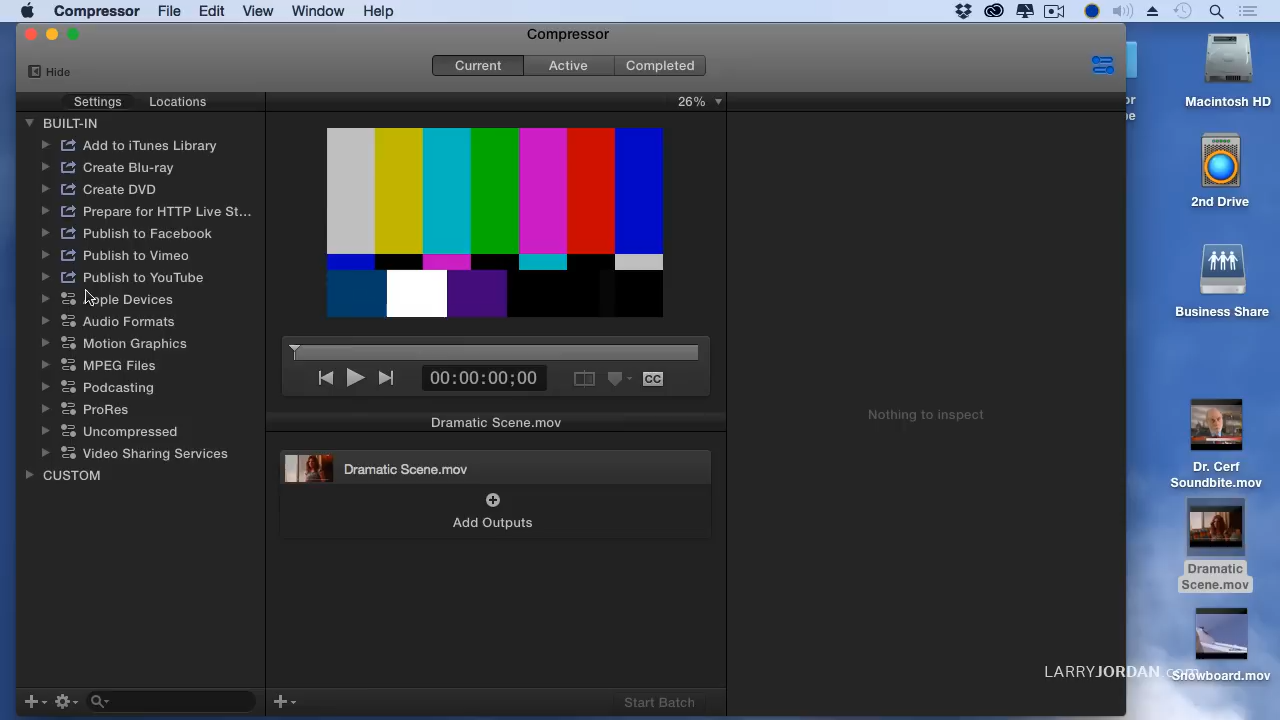 Compressor File Edit View Window Help
Compressor
Hide
Current Active Completed
Settings Locations
26%
BUILT-IN
Add to iTunes Library
Create Blu-ray
Create DVD
Prepare for HTTP Live St...
Publish to Facebook
Publish to Vimeo
Publish to YouTube
Apple Devices
Audio Formats
Motion Graphics
MPEG Files
Podcasting
ProRes
Uncompressed
Video Sharing Services
CUSTOM
00:00:00;00
CC
Dramatic Scene.mov
Dramatic Scene.mov
Add Outputs
Start Batch
Nothing to inspect
Macintosh HD
or
e
2nd Drive
Business Share
Dr. Cerf
Soundbite.mov
Dramatic
Scene.mov
Snowboard.mov
LARRYJORDAN.com